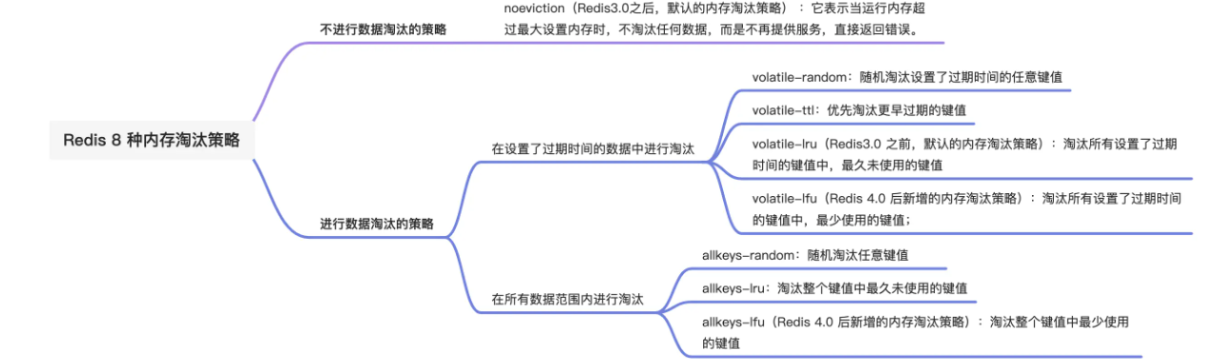 noeviction（Redis3.0之后，默认的内存淘汰策略）：它表示当运行内存超
过最大设置内存时，不淘汰任何数据，而是不再提供服务，直接返回错误。
不进行数据淘汰的策略
volatile-random：随机淘汰设置了过期时间的任意键值
volatile-ttl：优先淘汰更早过期的键值
Redis 8 种内存淘汰策略
在设置了过期时间的数据中进行淘汰
volatile-lru（Redis3.0 之前，默认的内存淘汰策略）：淘汰所有设置了过期
时间的键值中，最久未使用的键值
volatile-lfu（Redis 4.0 后新增的内存淘汰策略）：淘汰所有设置了过期时间
的键值中，最少使用的键值；
进行数据淘汰的策略
allkeys-random：随机淘汰任意键值
allkeys-lru：淘汰整个键值中最久未使用的键值
在所有数据范围内进行淘汰
allkeys-lfu（Redis 4.0 后新增的内存淘汰策略）：淘汰整个键值中最少使用
的键值